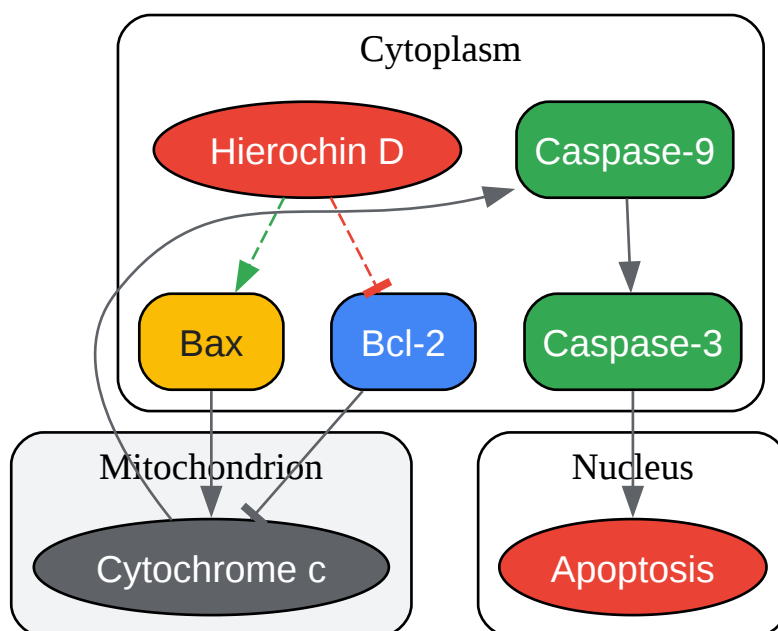 Cytoplasm
Hierochin D
Caspase-9
Bax
Bcl-2
Caspase-3
Mitochondrion
Nucleus
Cytochrome c
Apoptosis